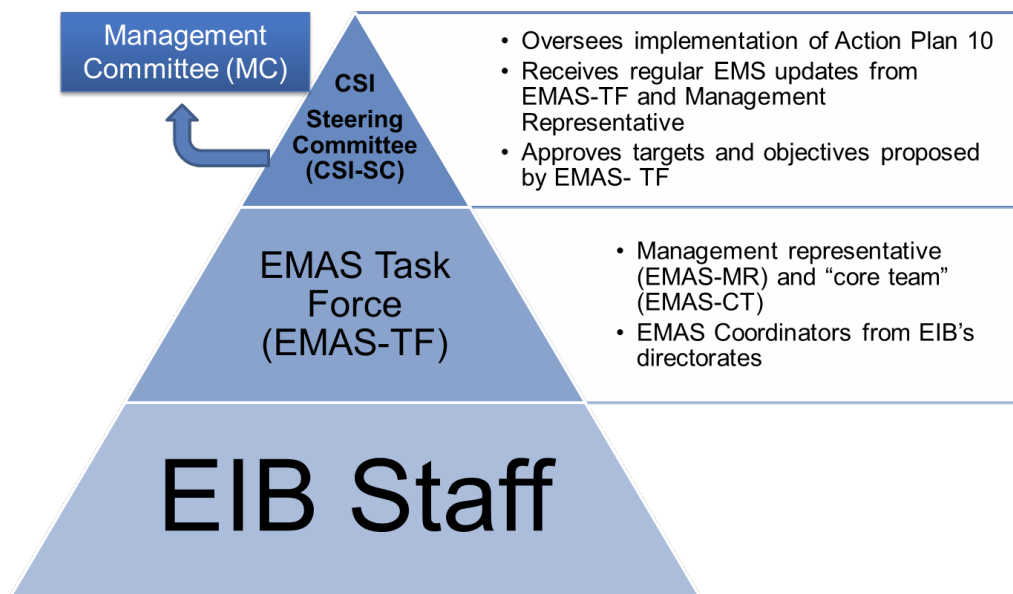 Management
Committee (MC)
CSI
Steering
Committee
(CSI-SC)
• Oversees implementation of Action Plan 10
• Receives regular EMS updates from
EMAS-TF and Management
Representative
• Approves targets and objectives proposed
by EMAS- TF
EMAS Task
Force
(EMAS-TF)
• Management representative
(EMAS-MR) and “core team”
(EMAS-CT)
• EMAS Coordinators from EIB’s
directorates
EIB Staff